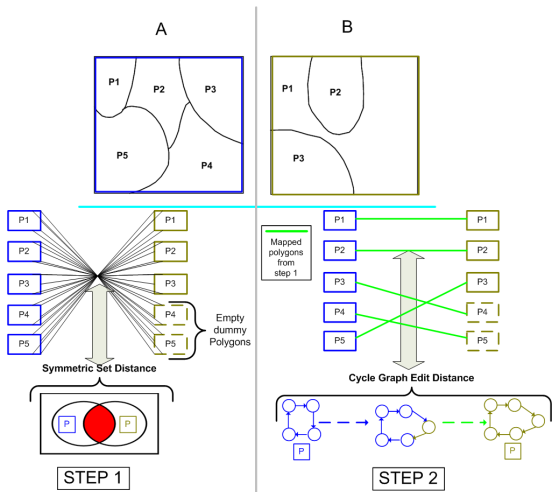 A
B
P1
P2
P3
P5
P4
P1
P2
P3
P1
P2
P3
P4
P5
P1
P2
P3
P4
P5
Empty
dummy
Polygons
Symmetric Set Distance
P
P
STEP 1
Mapped
polygons
from
step 1
P1
P2
P3
P4
P5
P1
P2
P3
P4
P5
Cycle Graph Edit Distance
P
P
STEP 2